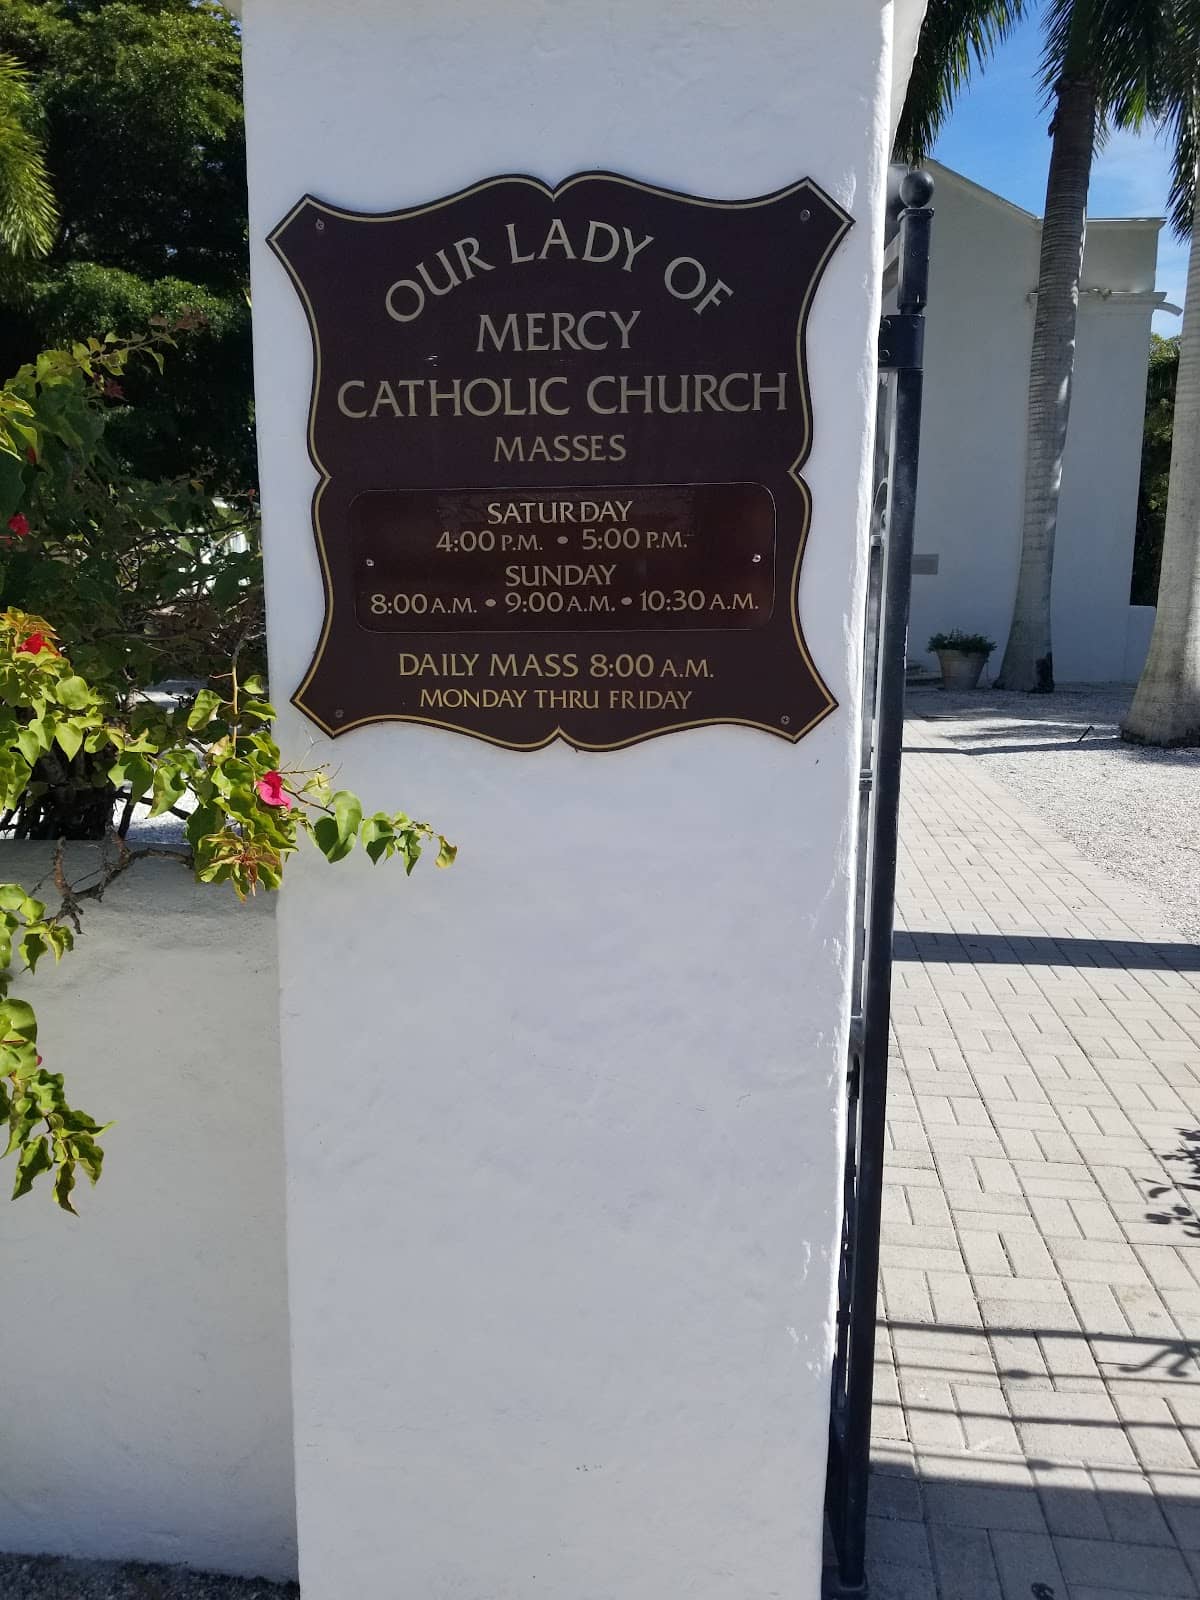 OUR LADY OF
MERCY
CATHOLIC CHURCH
MASSES
SATURDAY
4:00 P.M. • 5:00 P.M.
SUNDAY
8:00 A.M. • 9:00 A.M. • 10:30 A.M.
DAILY MASS 8:00 A.M.
MONDAY THRU FRIDAY